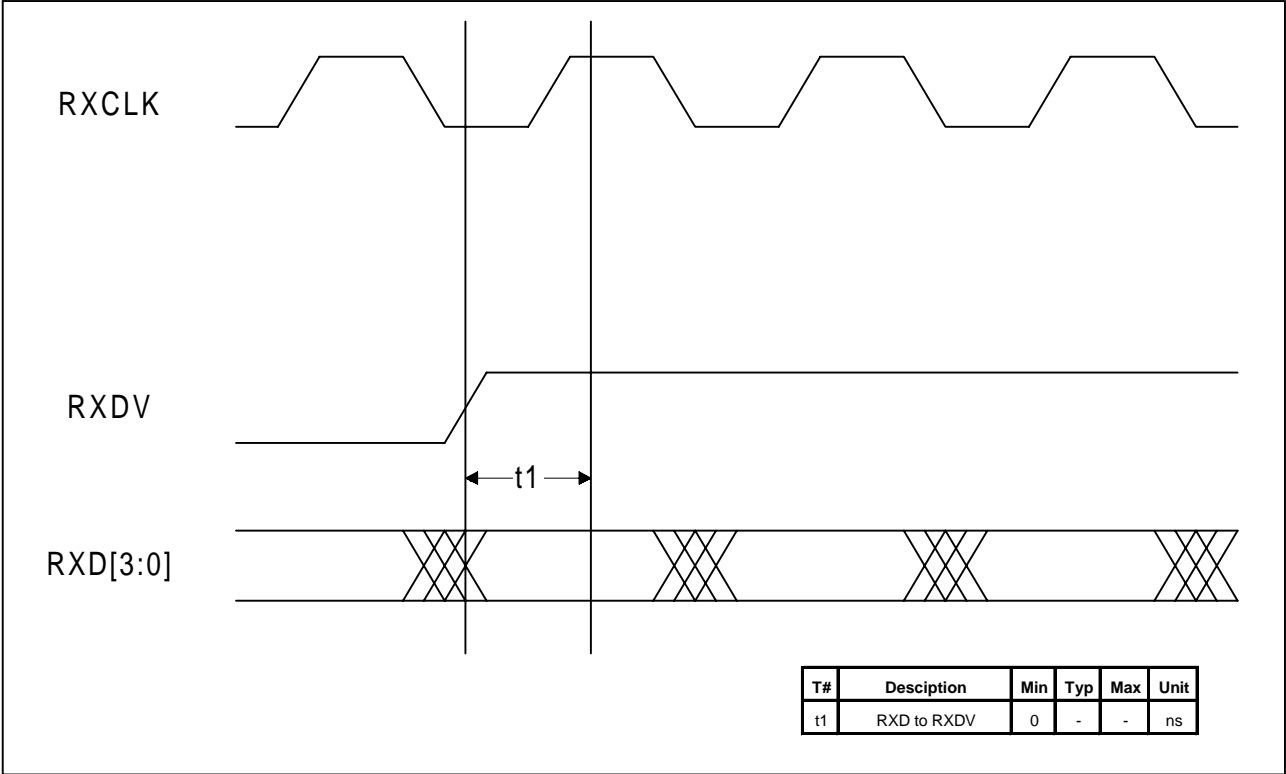 RXCLK
RXDV
t1
RXD[3:0]
T# Desciption Min Typ Max Unit
t1 RXD to RXDV 0 - - ns